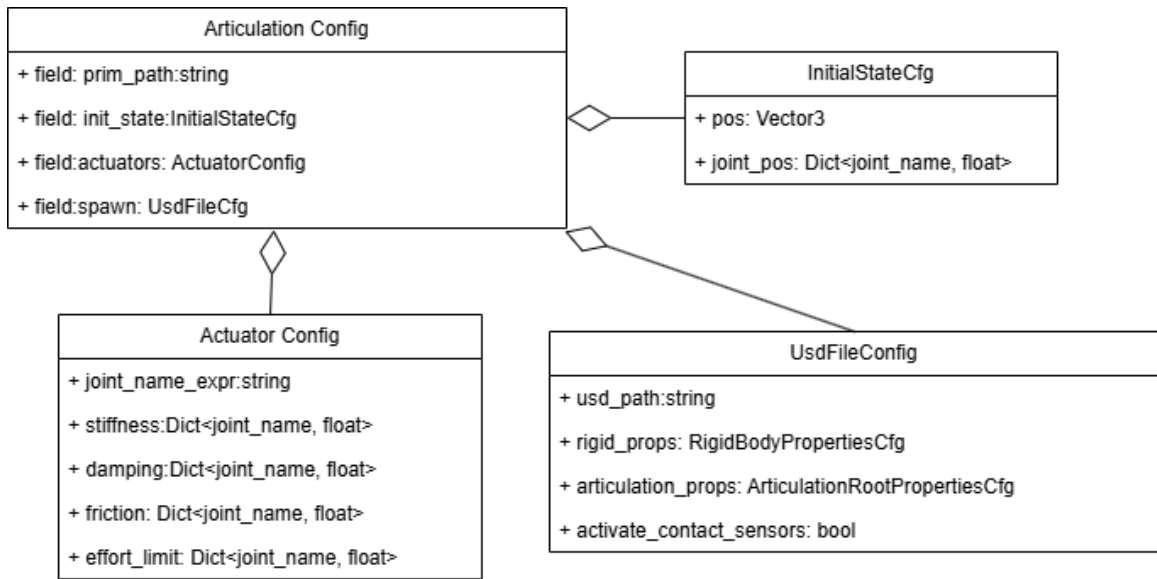 Articulation Config
+ field: prim_path:string
+ field: init_state:InitialStateCfg
+ field:actuators: ActuatorConfig
+ field:spawn: UsdFileCfg
InitialStateCfg
+ pos: Vector3
+ joint_pos: Dict<joint_name, float>
Actuator Config
+ joint_name_expr:string
+ stiffness:Dict<joint_name, float>
+ damping:Dict<joint_name, float>
+ friction: Dict<joint_name, float>
+ effort_limit: Dict<joint_name, float>
UsdFileConfig
+ usd_path:string
+ rigid_props: RigidBodyPropertiesCfg
+ articulation_props: ArticulationRootPropertiesCfg
+ activate_contact_sensors: bool